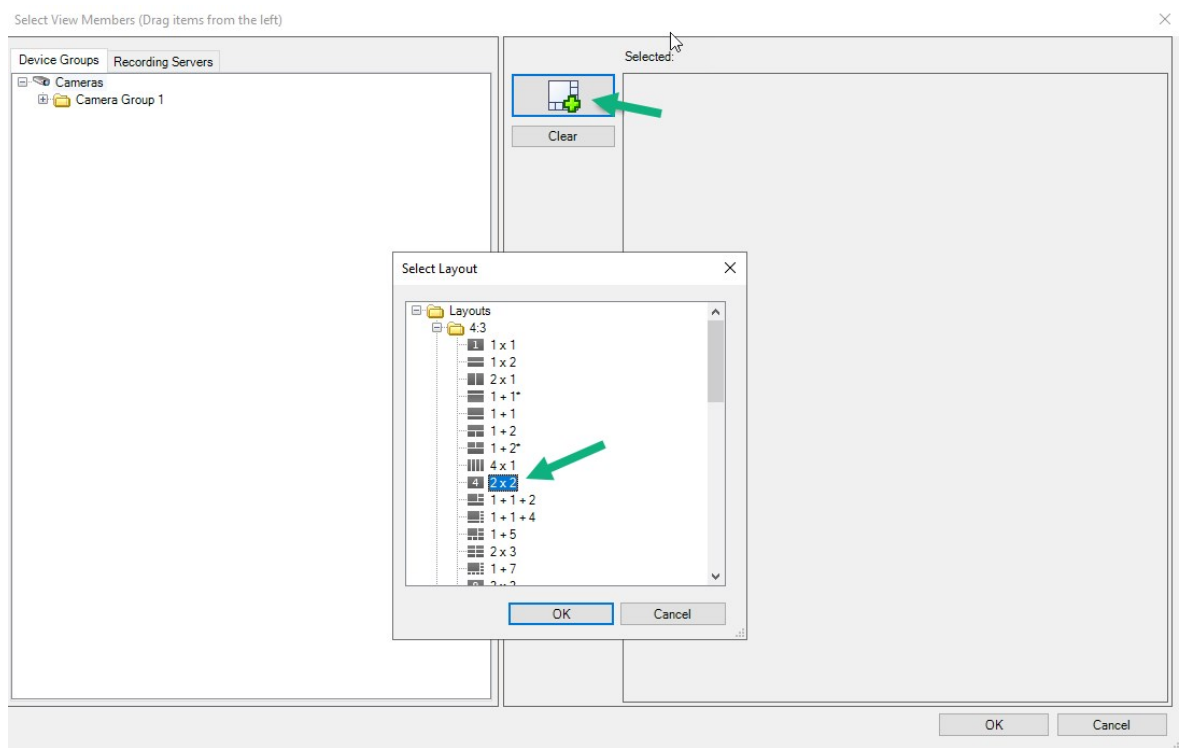 Select View Members (Drag items from the left)
Device Groups
Recording Servers
Selected:
Cameras
Camera Group 1
Clear
Select Layout
Layouts
4:3
1 1 x 1
1 x 2
2 x 1
1 + 1*
1 + 1
1 + 2
1 + 2*
4 x 1
4 2 x 2
1 + 1 + 2
1 + 1 + 4
1 + 5
2 x 3
1 + 7
OK
Cancel
OK
Cancel